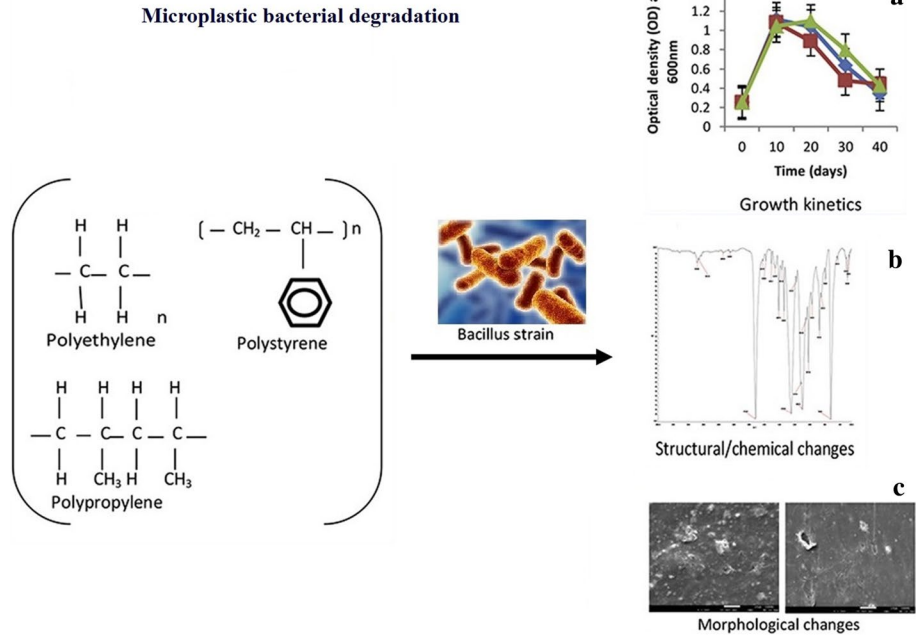 Microplastic bacterial degradation
a
Optical density (OD) a
600nm
1.2
1
0.8
0.6
0.4
0.2
0
0 10 20 30 40
Time (days)
Growth kinetics
H H
— C — C —
H H n
Polyethylene
( — CH₂ — CH — ) n
Polystyrene
H H H H
— C — C — C — C —
H CH₃ H CH₃
Polypropylene
Bacillus strain
b
Structural/chemical changes
c
Morphological changes